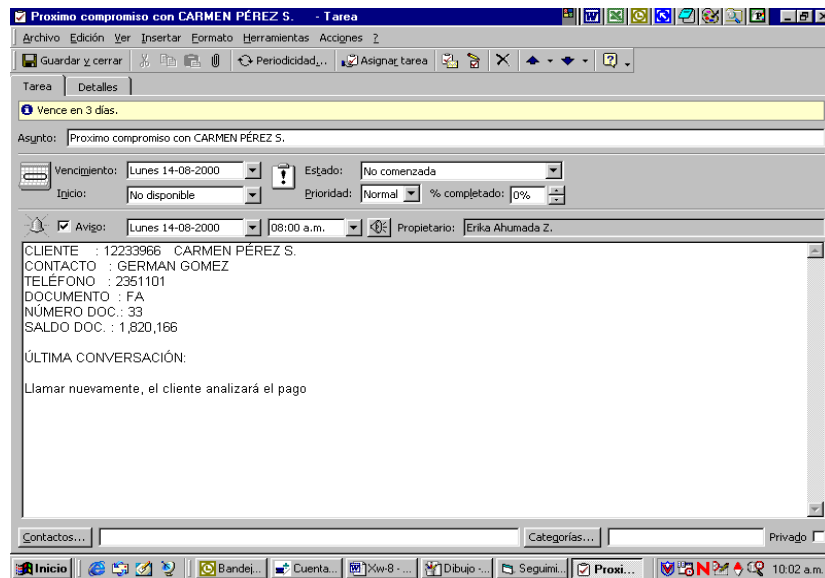 Proximo compromiso con CARMEN PÉREZ S. - Tarea
Archivo Edición Ver Insertar Formato Herramientas Acciones ?
Guardar y cerrar Periodicidad... Asignar tarea
Tarea Detalles
Vence en 3 días.
Asunto: Proximo compromiso con CARMEN PÉREZ S.
Vencimiento: Lunes 14-08-2000 Estado: No comenzada
Inicio: No disponible Prioridad: Normal % completado: 0%
Aviso: Lunes 14-08-2000 08:00 a.m. Propietario: Erika Ahumada Z.
CLIENTE : 12233966 CARMEN PÉREZ S.
CONTACTO : GERMAN GOMEZ
TELÉFONO : 2351101
DOCUMENTO : FA
NÚMERO DOC.: 33
SALDO DOC. : 1,820,166
ÚLTIMA CONVERSACIÓN:
Llamar nuevamente, el cliente analizará el pago
Contactos... Categorías... Privado
Inicio Bandej... Cuenta... Xw-8 - ... Dibujo -... Seguimi... Proxi... 10:02 a.m.